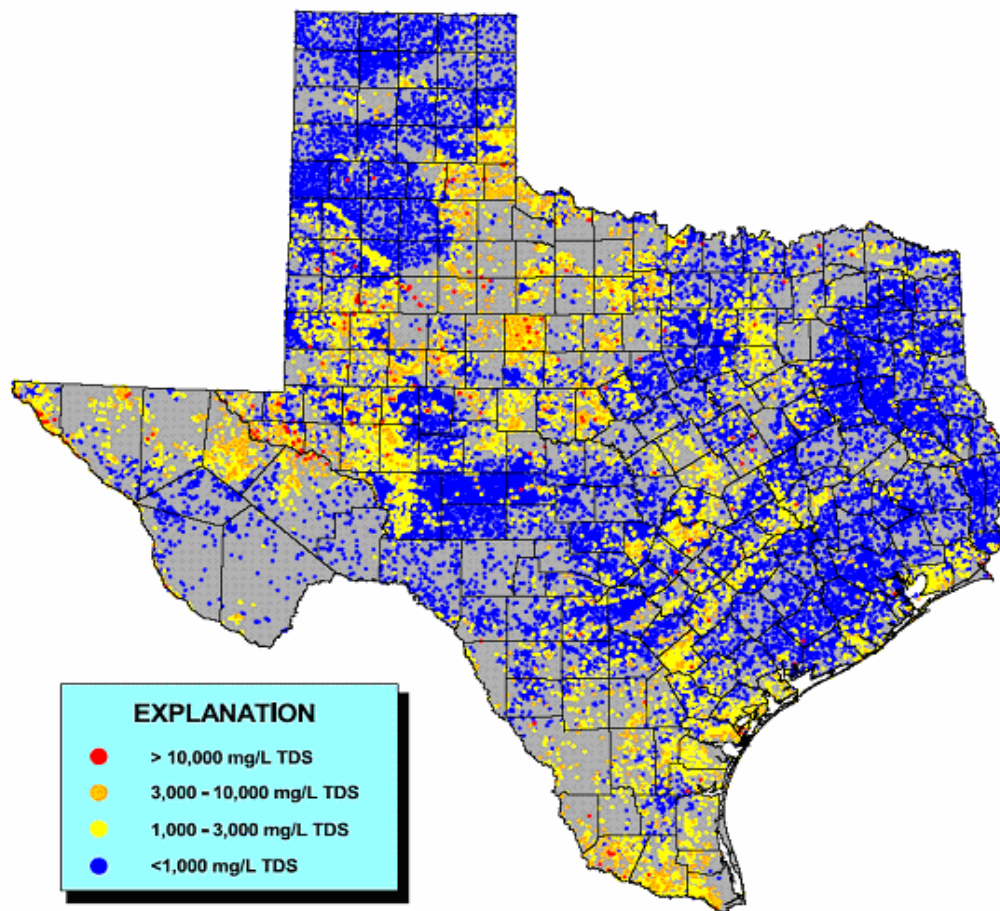 EXPLANATION
> 10,000 mg/L TDS
3,000 - 10,000 mg/L TDS
1,000 - 3,000 mg/L TDS
<1,000 mg/L TDS